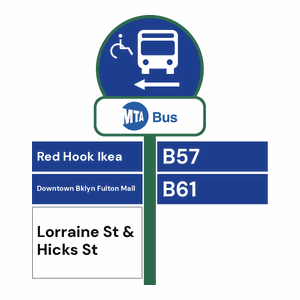 MTA Bus
Red Hook Ikea B57
Downtown Bklyn Fulton Mall B61
Lorraine St &
Hicks St